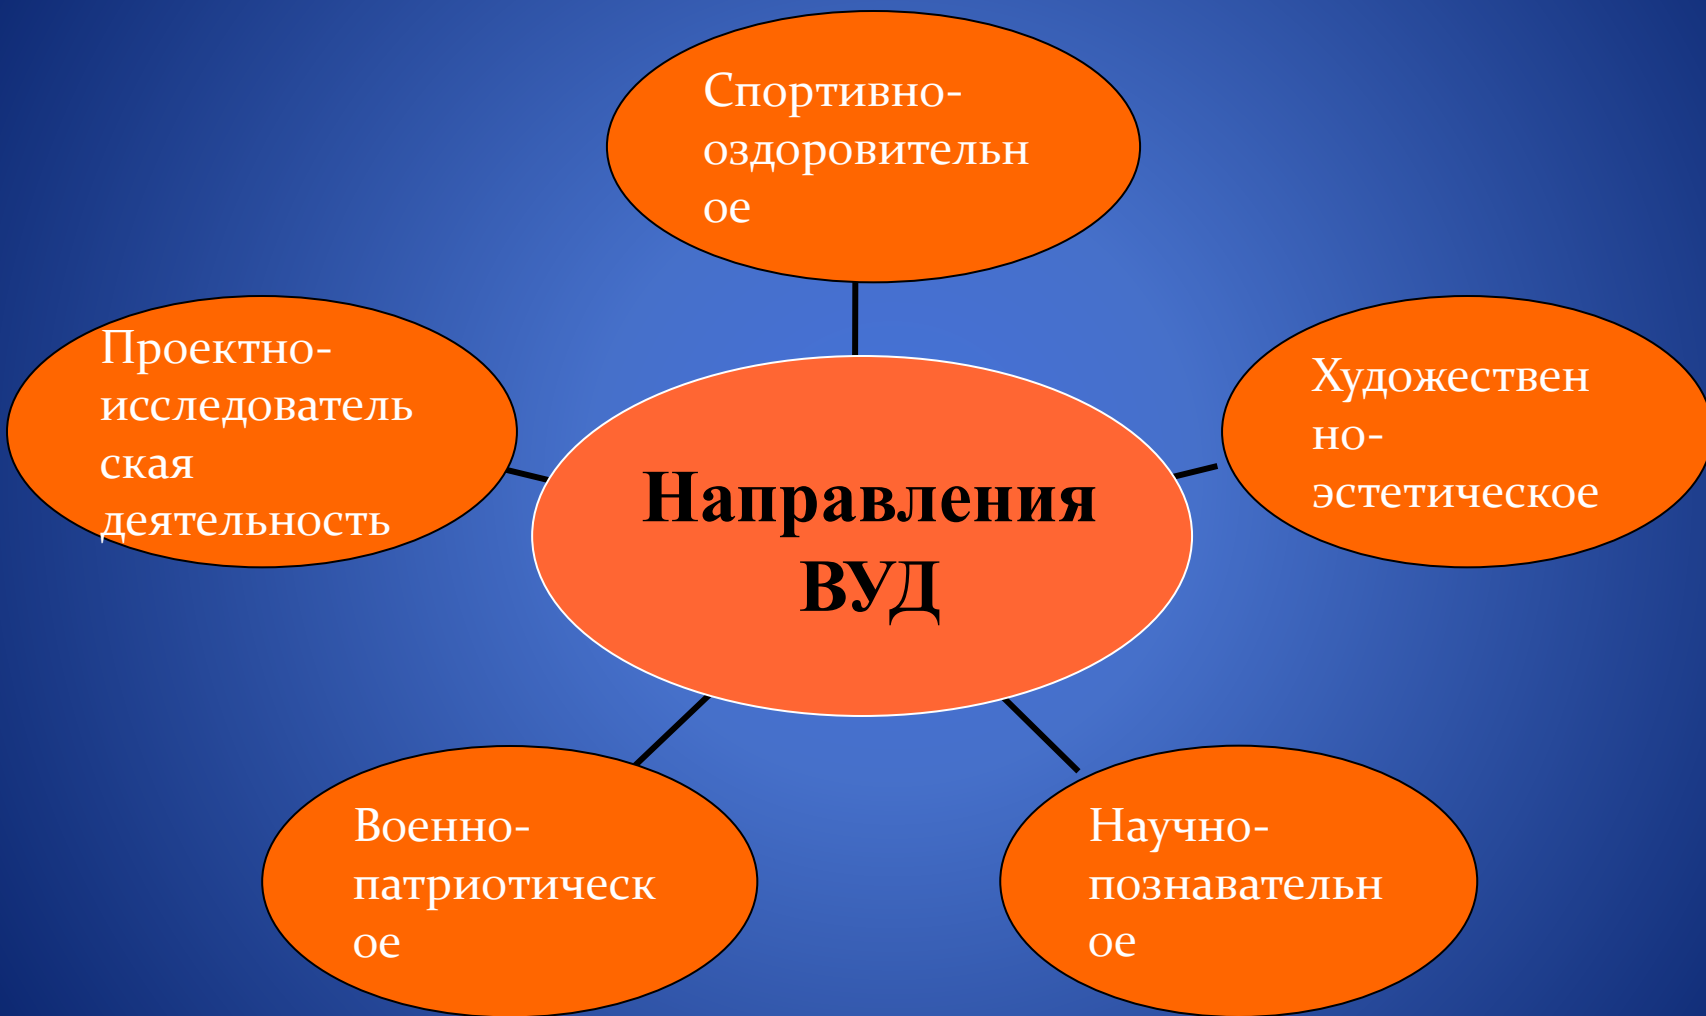 Спортивно-
оздоровительн
ое
Проектно-
исследователь
ская
деятельность
Художествен
но-
эстетическое
Направления
ВУД
Военно-
патриотическ
ое
Научно-
познавательн
ое